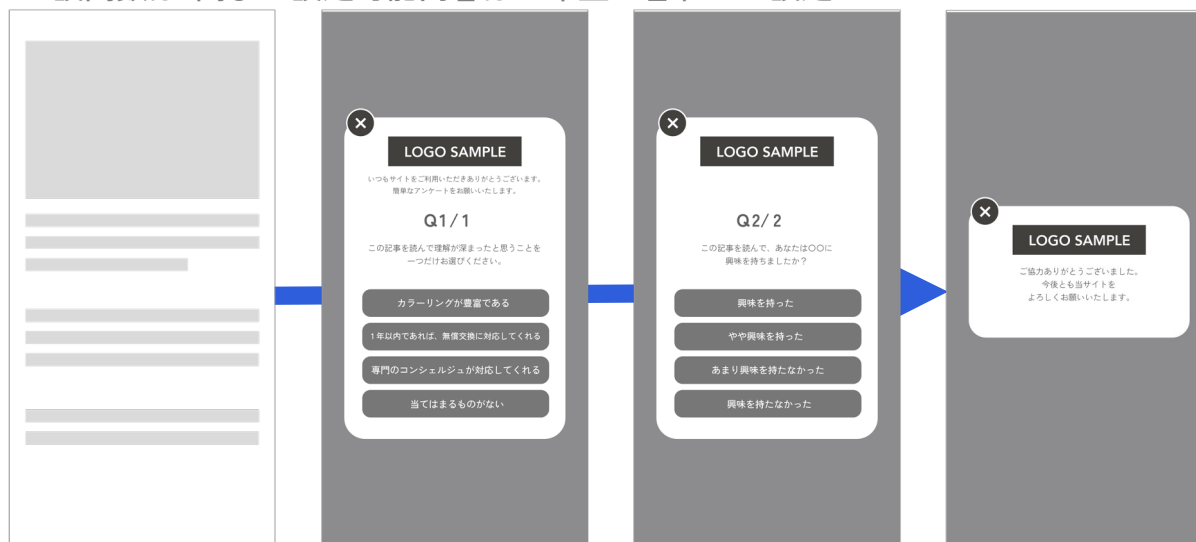 LOGO SAMPLE
いつもサイトをご利用いただきありがとうございます。
簡単なアンケートをお願いいたします。
Q1/1
この記事を読んで理解が深まったと思うことを
一つだけお選びください。
カラーリングが豊富である
1年以内であれば、無償交換に対応してくれる
専門のコンシェルジュが対応してくれる
当てはまるものがない
LOGO SAMPLE
Q2/2
この記事を読んで、あなたは〇〇に
興味を持ちましたか？
興味を持った
やや興味を持った
あまり興味を持たなかった
興味を持たなかった
LOGO SAMPLE
ご協力ありがとうございました。
今後とも当サイトを
よろしくお願いいたします。